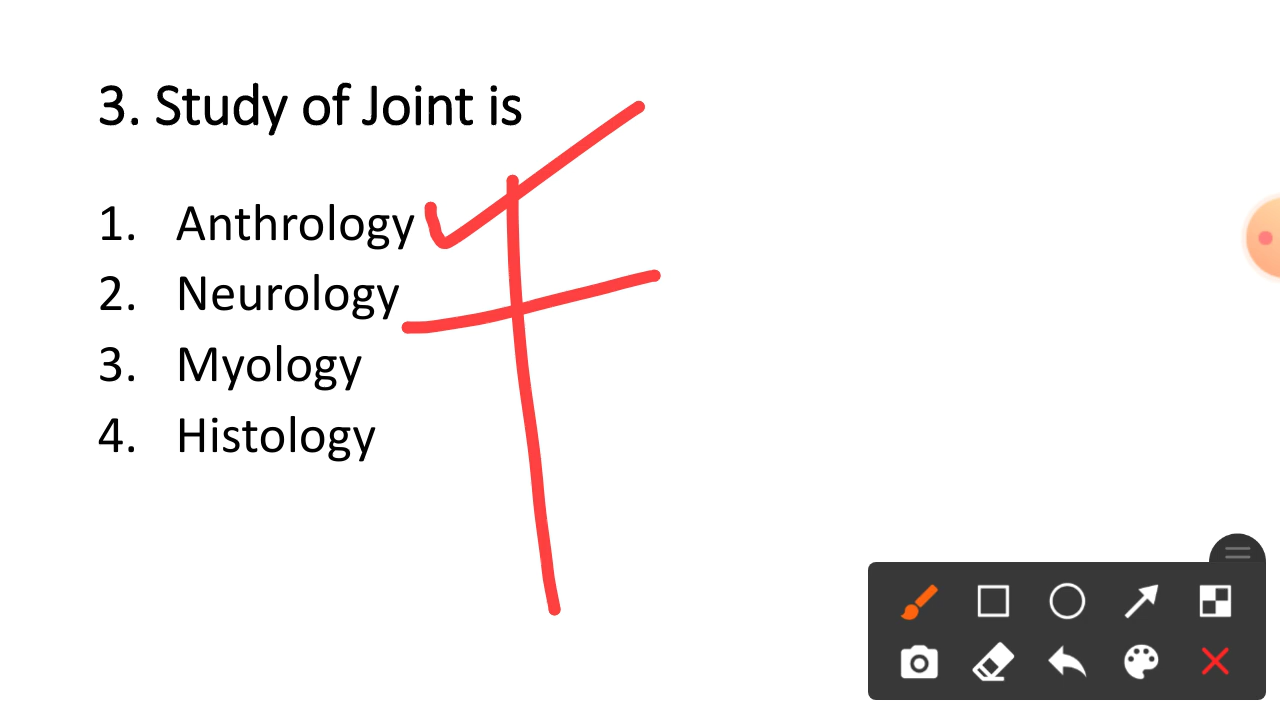 3. Study of Joint is
1. Anthrology
2. Neurology
3. Myology
4. Histology